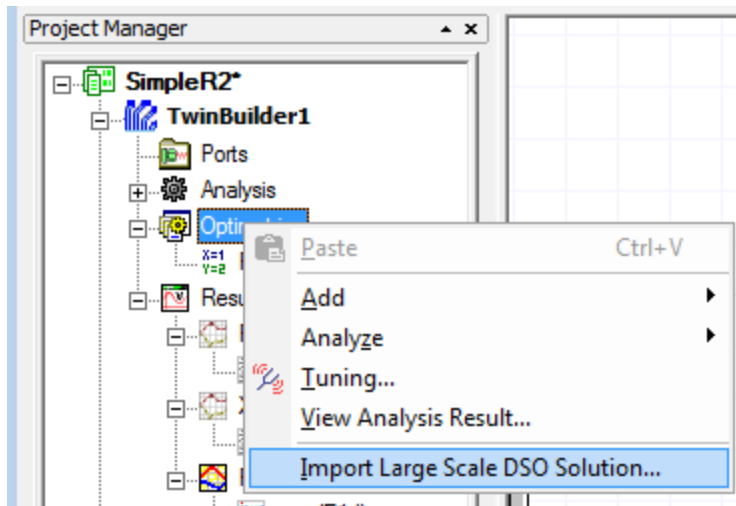 Project Manager
SimpleR2*
TwinBuilder1
Ports
Analysis
X=1
Y=2
Paste Ctrl+V
Add
Analyze
Tuning...
View Analysis Result...
Import Large Scale DSO Solution...